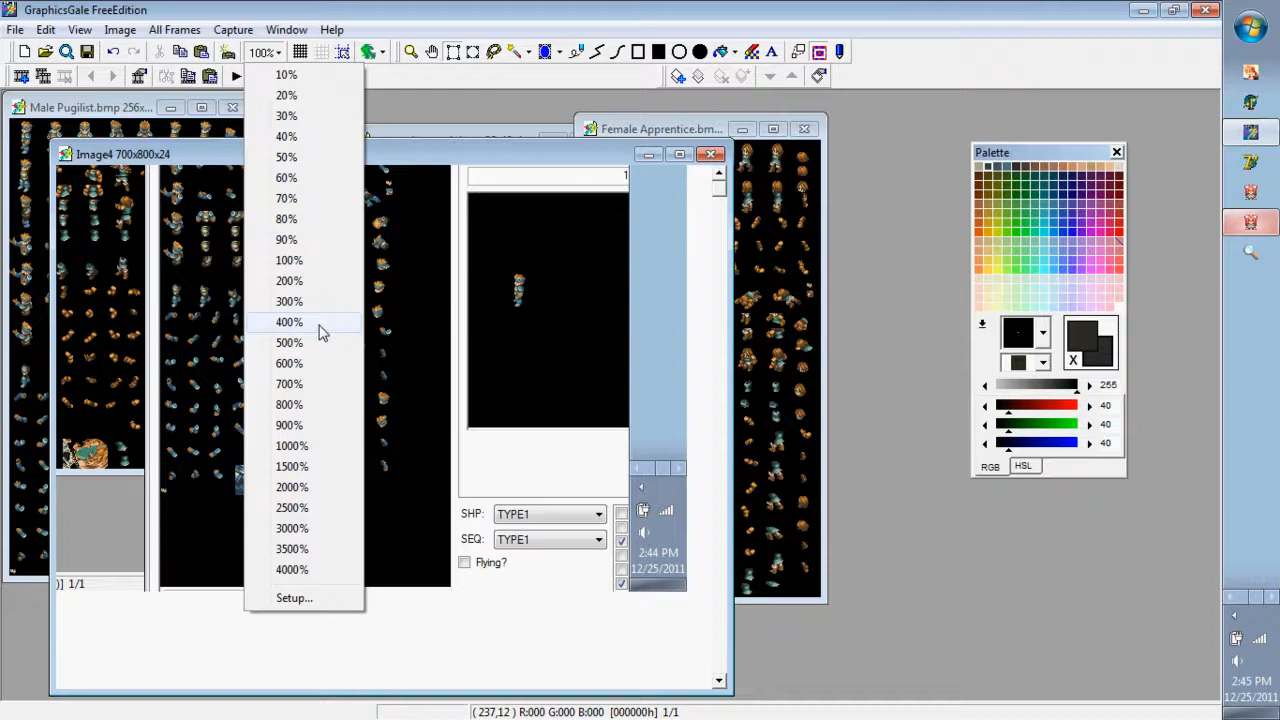 GraphicsGale FreeEdition
File Edit View Image All Frames Capture Window Help
100%
10%
20%
30%
40%
50%
60%
70%
80%
90%
100%
200%
300%
400%
500%
600%
700%
800%
900%
1000%
1500%
2000%
2500%
3000%
3500%
4000%
Setup...
Male Pugilist.bmp 256x...
Female Apprentice.bm...
Image4 700x800x24
1
SHP: TYPE1
SEQ: TYPE1
Flying?
2:44 PM
12/25/2011
)] 1/1
Palette
X
255
40
40
40
RGB HSL
2:45 PM
12/25/2011
( 237,12 ) R:000 G:000 B:000 [000000h] 1/1